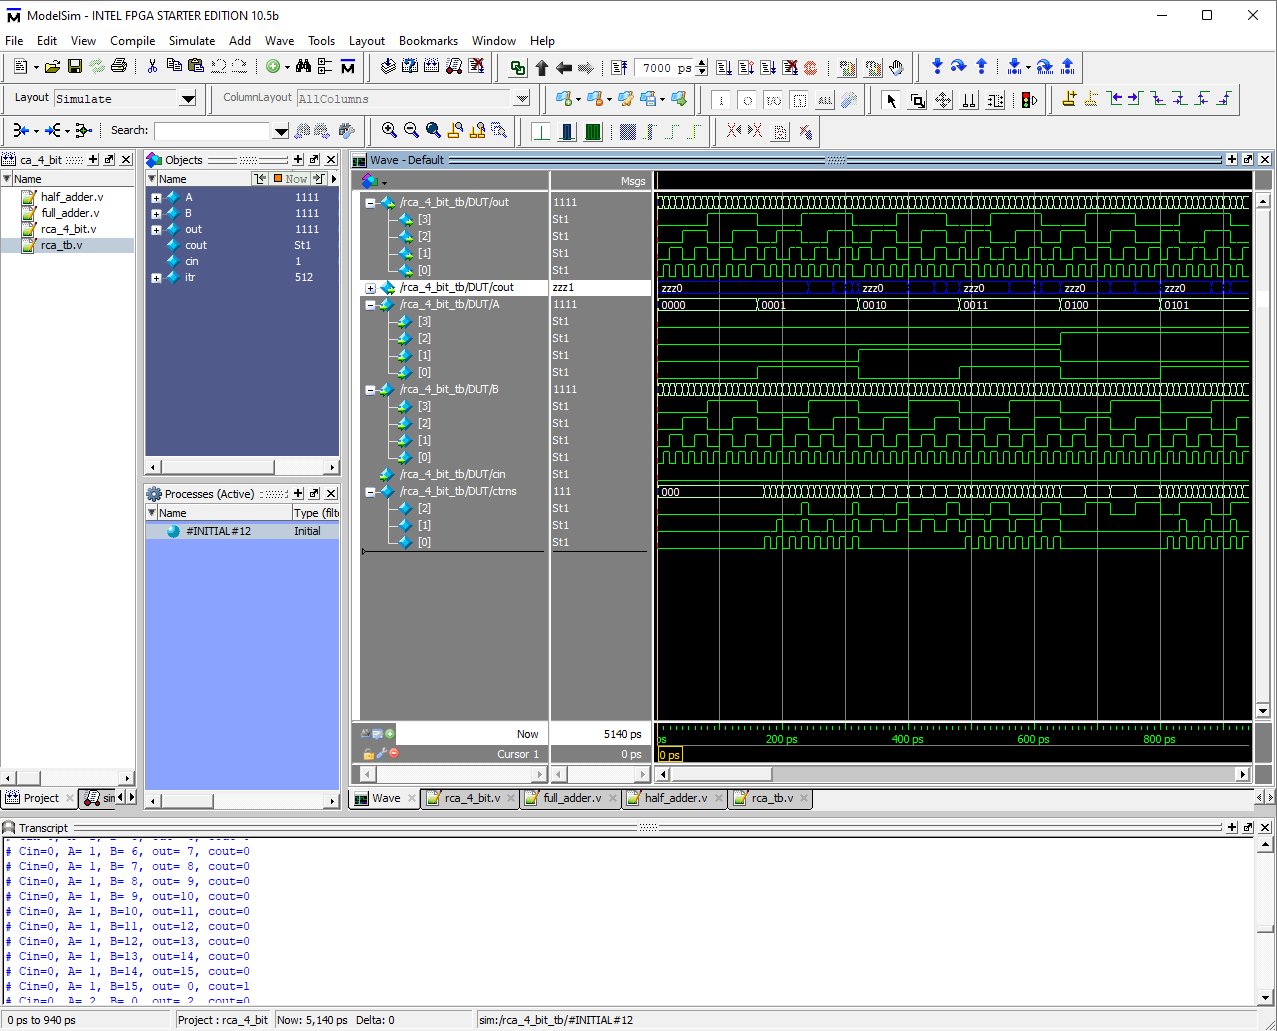 ModelSim - INTEL FPGA STARTER EDITION 10.5b
File Edit View Compile Simulate Add Wave Tools Layout Bookmarks Window Help
7000 ps
Layout Simulate ColumnLayout AllColumns
Search:
ca_4_bit
Name
half_adder.v
full_adder.v
rca_4_bit.v
rca_tb.v
Project
sim
Objects
Name Now
A 1111
B 1111
out 1111
cout St1
cin 1
itr 512
Processes (Active)
Name Type (filte
#INITIAL#12 Initial
Wave - Default
Msgs
/rca_4_bit_tb/DUT/out 1111
[3] St1
[2] St1
[1] St1
[0] St1
/rca_4_bit_tb/DUT/cout zzz1 zzz0 zzz0 zzz0 zzz0 zzz0
/rca_4_bit_tb/DUT/A 1111 0000 0001 0010 0011 0100 0101
[3] St1
[2] St1
[1] St1
[0] St1
/rca_4_bit_tb/DUT/B 1111
[3] St1
[2] St1
[1] St1
[0] St1
/rca_4_bit_tb/DUT/cin St1
/rca_4_bit_tb/DUT/ctrns 111 000
[2] St1
[1] St1
[0] St1
Now 5140 ps ps 200 ps 400 ps 600 ps 800 ps
Cursor 1 0 ps 0 ps
Wave rca_4_bit.v full_adder.v half_adder.v rca_tb.v
Transcript
# Cin=0, A= 1, B= 6, out= 7, cout=0
# Cin=0, A= 1, B= 7, out= 8, cout=0
# Cin=0, A= 1, B= 8, out= 9, cout=0
# Cin=0, A= 1, B= 9, out=10, cout=0
# Cin=0, A= 1, B=10, out=11, cout=0
# Cin=0, A= 1, B=11, out=12, cout=0
# Cin=0, A= 1, B=12, out=13, cout=0
# Cin=0, A= 1, B=13, out=14, cout=0
# Cin=0, A= 1, B=14, out=15, cout=0
# Cin=0, A= 1, B=15, out= 0, cout=1
# Cin=0, A= 2, B= 0, out= 2, cout=0
0 ps to 940 ps Project : rca_4_bit Now: 5,140 ps Delta: 0 sim:/rca_4_bit_tb/#INITIAL#12